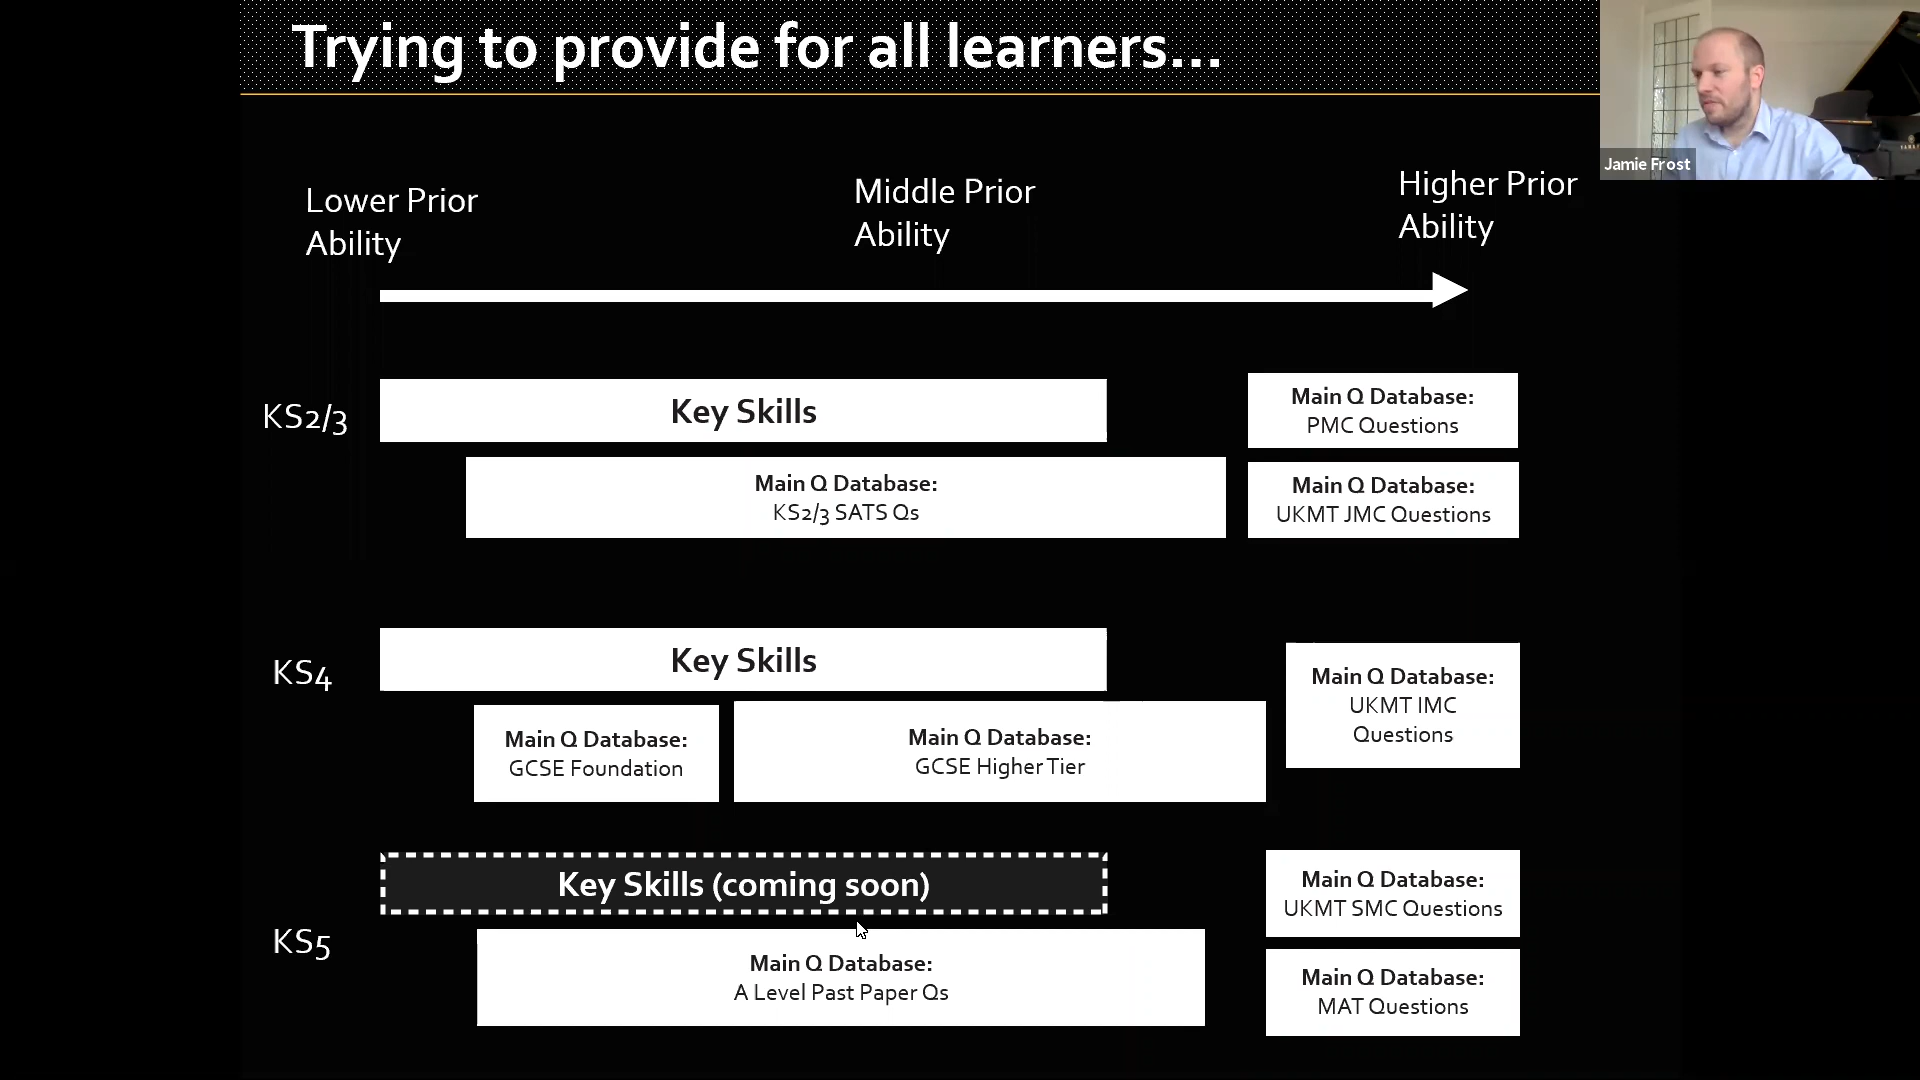 Trying to provide for all learners...
Jamie Frost
Lower Prior
Ability
Middle Prior
Ability
Higher Prior
Ability
KS2/3
Key Skills
Main Q Database:
PMC Questions
Main Q Database:
KS2/3 SATS Qs
Main Q Database:
UKMT JMC Questions
KS4
Key Skills
Main Q Database:
GCSE Foundation
Main Q Database:
GCSE Higher Tier
Main Q Database:
UKMT IMC
Questions
KS5
Key Skills (coming soon)
Main Q Database:
A Level Past Paper Qs
Main Q Database:
UKMT SMC Questions
Main Q Database:
MAT Questions